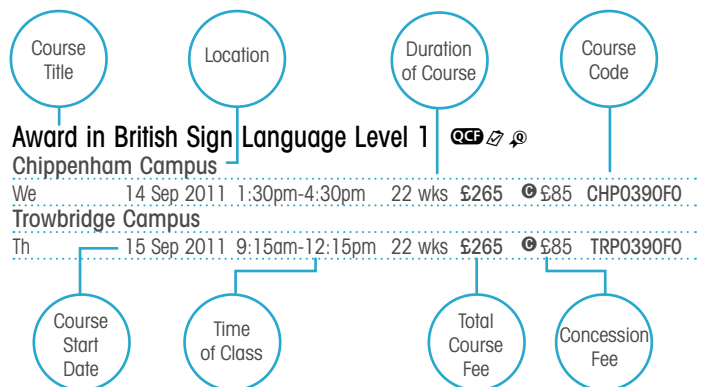 Course
Title
Location
Duration
of Course
Course
Code
Award in British Sign Language Level 1 QCF
Chippenham Campus
We 14 Sep 2011 1:30pm-4:30pm 22 wks £265 C £85 CHP0390F0
Trowbridge Campus
Th 15 Sep 2011 9:15am-12:15pm 22 wks £265 C £85 TRP0390F0
Course
Start
Date
Time
of Class
Total
Course
Fee
Concession
Fee